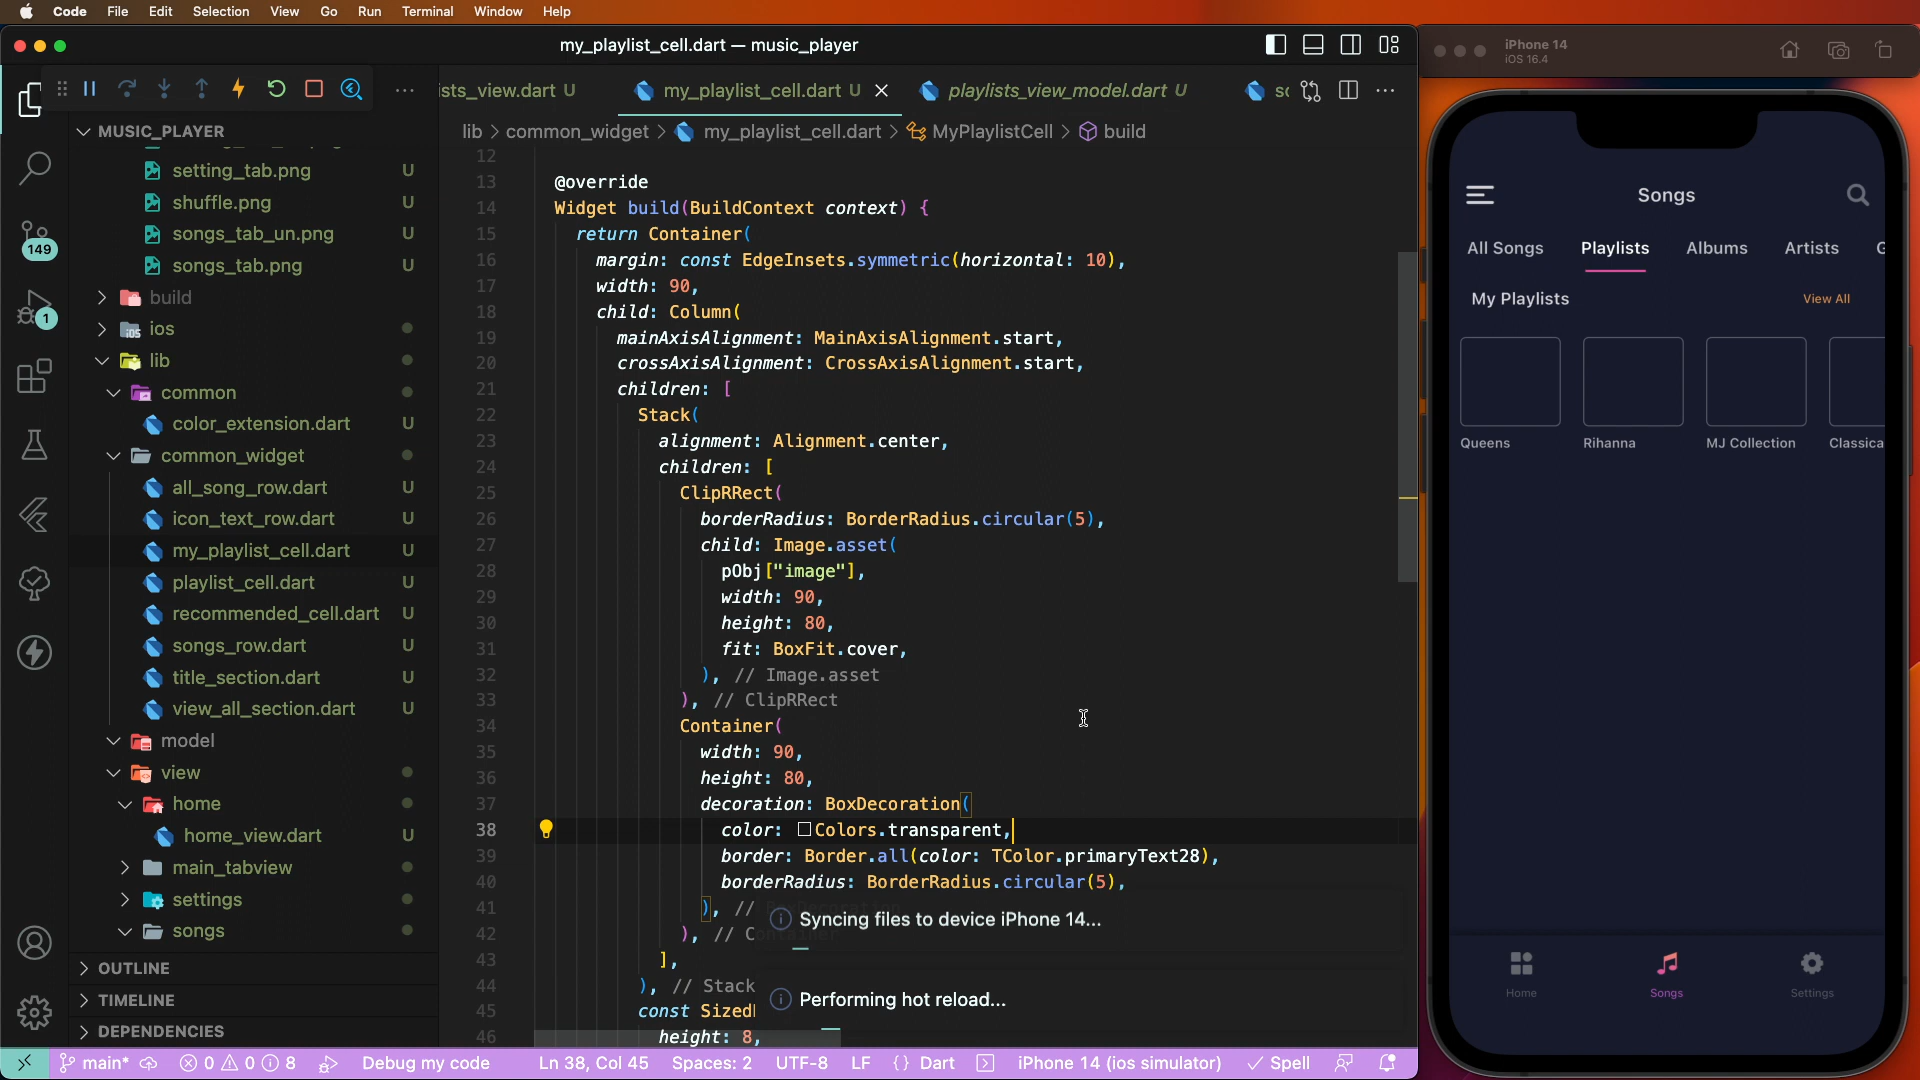 Code File Edit Selection View Go Run Terminal Window Help
my_playlist_cell.dart — music_player
ists_view.dart U
my_playlist_cell.dart U
playlists_view_model.dart U
sc
lib > common_widget > my_playlist_cell.dart > MyPlaylistCell > build
MUSIC_PLAYER
setting_tab.png U
shuffle.png U
songs_tab_un.png U
songs_tab.png U
build
ios
lib
common
color_extension.dart U
common_widget
all_song_row.dart U
icon_text_row.dart U
my_playlist_cell.dart U
playlist_cell.dart U
recommended_cell.dart U
songs_row.dart U
title_section.dart U
view_all_section.dart U
model
view
home
home_view.dart U
main_tabview
settings
songs
OUTLINE
TIMELINE
DEPENDENCIES
149
1
12
13 @override
14 Widget build(BuildContext context) {
15 return Container(
16 margin: const EdgeInsets.symmetric(horizontal: 10),
17 width: 90,
18 child: Column(
19 mainAxisAlignment: MainAxisAlignment.start,
20 crossAxisAlignment: CrossAxisAlignment.start,
21 children: [
22 Stack(
23 alignment: Alignment.center,
24 children: [
25 ClipRRect(
26 borderRadius: BorderRadius.circular(5),
27 child: Image.asset(
28 pObj["image"],
29 width: 90,
30 height: 80,
31 fit: BoxFit.cover,
32 ), // Image.asset
33 ), // ClipRRect
34 Container(
35 width: 90,
36 height: 80,
37 decoration: BoxDecoration(
38 color: Colors.transparent,
39 border: Border.all(color: TColor.primaryText28),
40 borderRadius: BorderRadius.circular(5),
41 ), //
42 ), // C
43 ],
44 ), // Stack
45 const SizedB
46 height: 8,
Syncing files to device iPhone 14...
Performing hot reload...
main* 0 0 8 Debug my code Ln 38, Col 45 Spaces: 2 UTF-8 LF {} Dart iPhone 14 (ios simulator) Spell
iPhone 14
iOS 16.4
Songs
All Songs Playlists Albums Artists G
My Playlists View All
Queens Rihanna MJ Collection Classica
Home Songs Settings